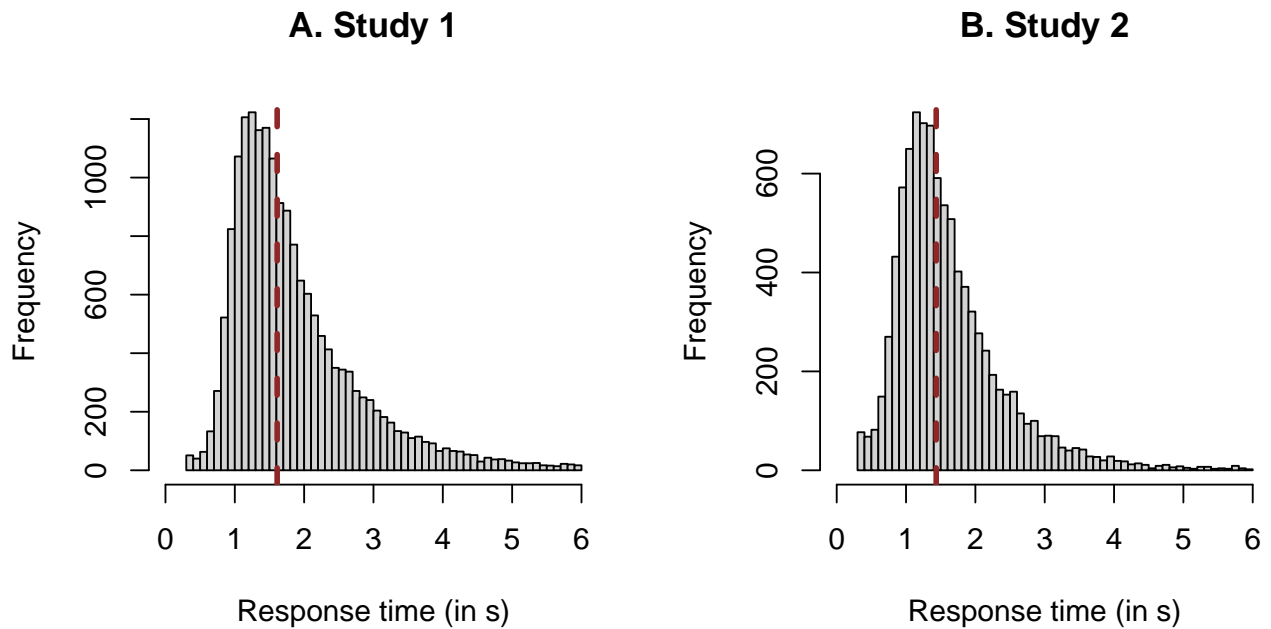 A. Study 1
Frequency
0
200
600
1000
0 1 2 3 4 5 6
Response time (in s)
B. Study 2
Frequency
0
200
400
600
0 1 2 3 4 5 6
Response time (in s)